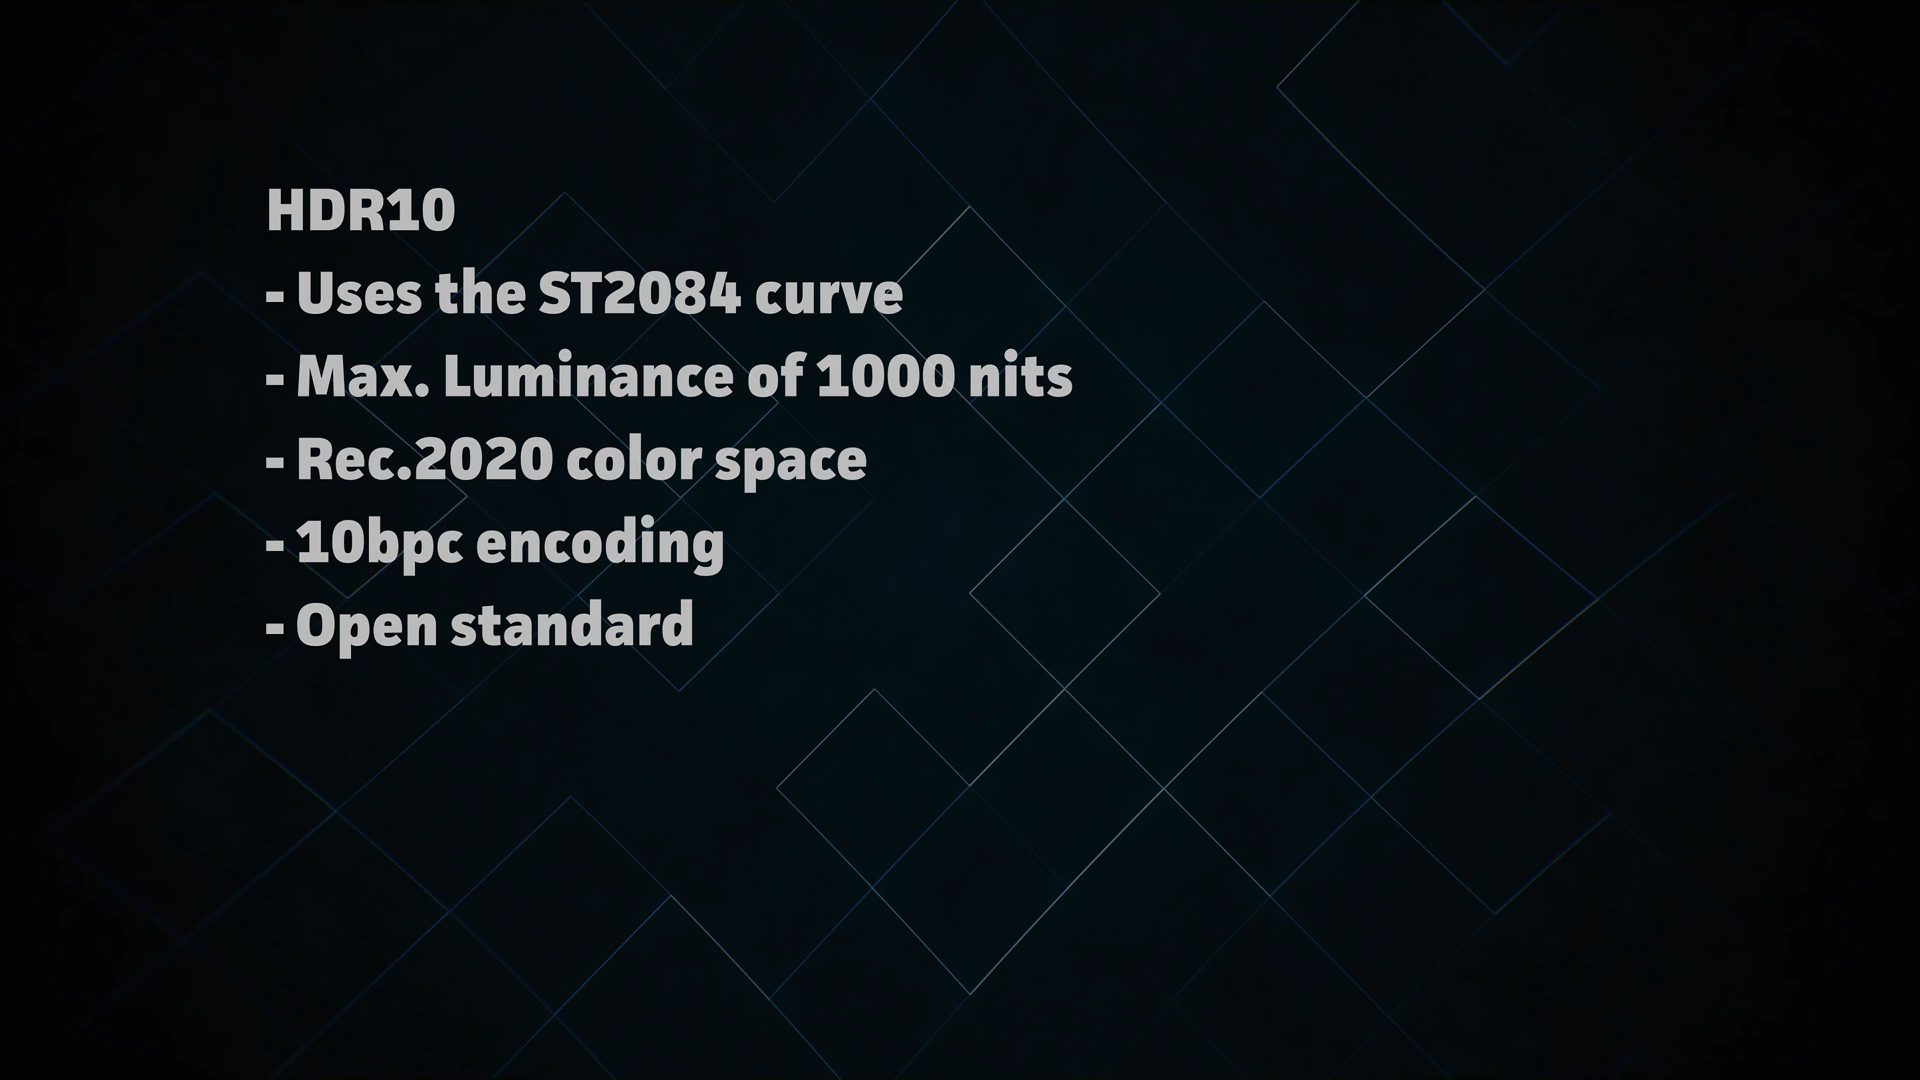 HDR10
- Uses the ST2084 curve
- Max. Luminance of 1000 nits
- Rec.2020 color space
- 10bpc encoding
- Open standard